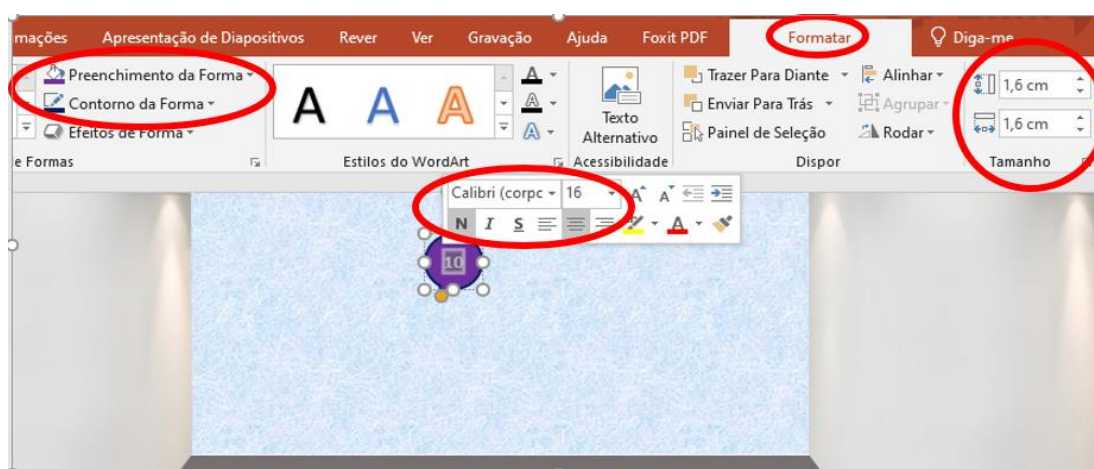 mações Apresentação de Diapositivos Rever Ver Gravação Ajuda Foxit PDF Formatar Diga-me
Preenchimento da Forma
Contorno da Forma
Efeitos de Forma
A A A
A
A
A
Texto
Alternativo
Trazer Para Diante
Enviar Para Trás
Painel de Seleção
Alinhar
Agrupar
Rodar
1,6 cm
1,6 cm
e Formas Estilos do WordArt Acessibilidade Dispor Tamanho
Calibri (corpc 16 A A
N I S A
10